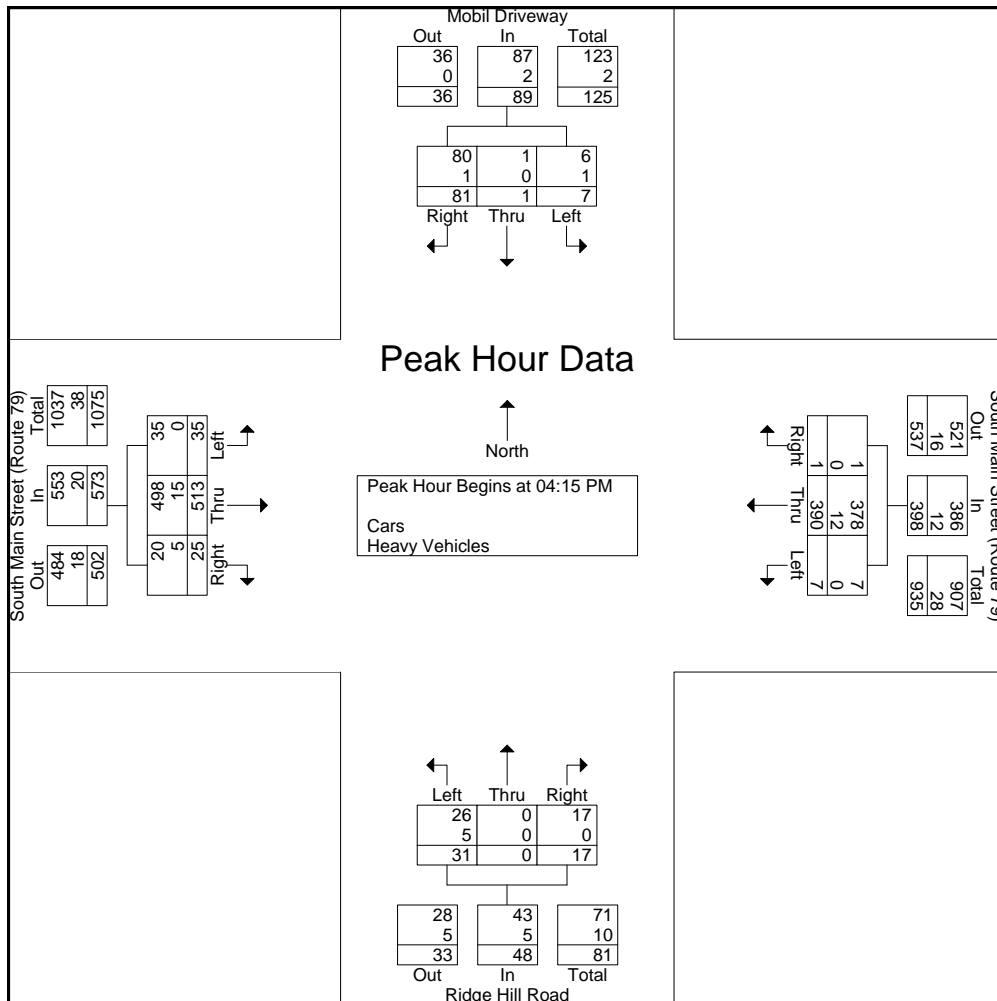 Mobil Driveway
Out In Total
36 87 123
0 2 2
36 89 125
80 1 6
1 0 1
81 1 7
Right Thru Left
Peak Hour Data
North
Peak Hour Begins at 04:15 PM
Cars
Heavy Vehicles
South Main Street (Route 79)
Out In Total
484 553 1037
18 20 38
502 573 1075
35 498 20
0 15 5
35 513 25
Left Thru Right
South Main Street (Route 79)
Out In Total
521 386 907
16 12 28
537 398 935
1 378 7
0 12 0
1 390 7
Right Thru Left
Left Thru Right
26 0 17
5 0 0
31 0 17
28 43 71
5 5 10
33 48 81
Out In Total
Ridge Hill Road